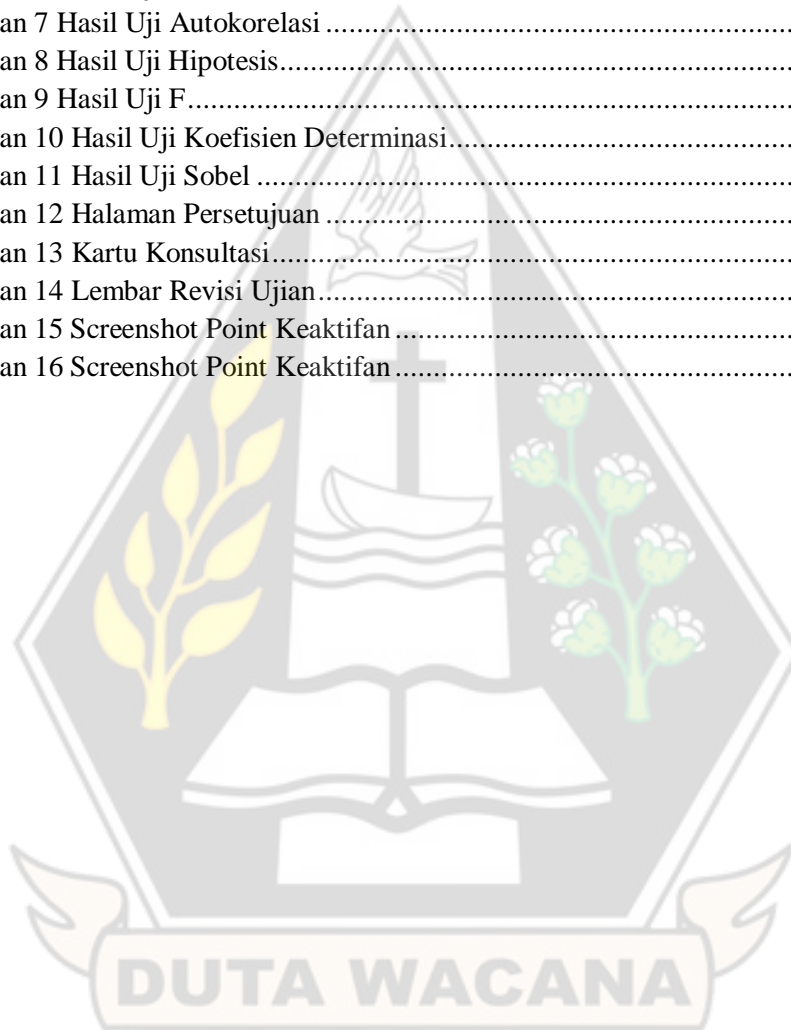 an 7 Hasil Uji Autokorelasi ........................................................................
an 8 Hasil Uji Hipotesis..............................................................................
an 9 Hasil Uji F..........................................................................................
an 10 Hasil Uji Koefisien Determinasi........................................................
an 11 Hasil Uji Sobel .................................................................................
an 12 Halaman Persetujuan ........................................................................
an 13 Kartu Konsultasi...............................................................................
an 14 Lembar Revisi Ujian.........................................................................
an 15 Screenshot Point Keaktifan ..............................................................
an 16 Screenshot Point Keaktifan ..............................................................
DUTA WACANA